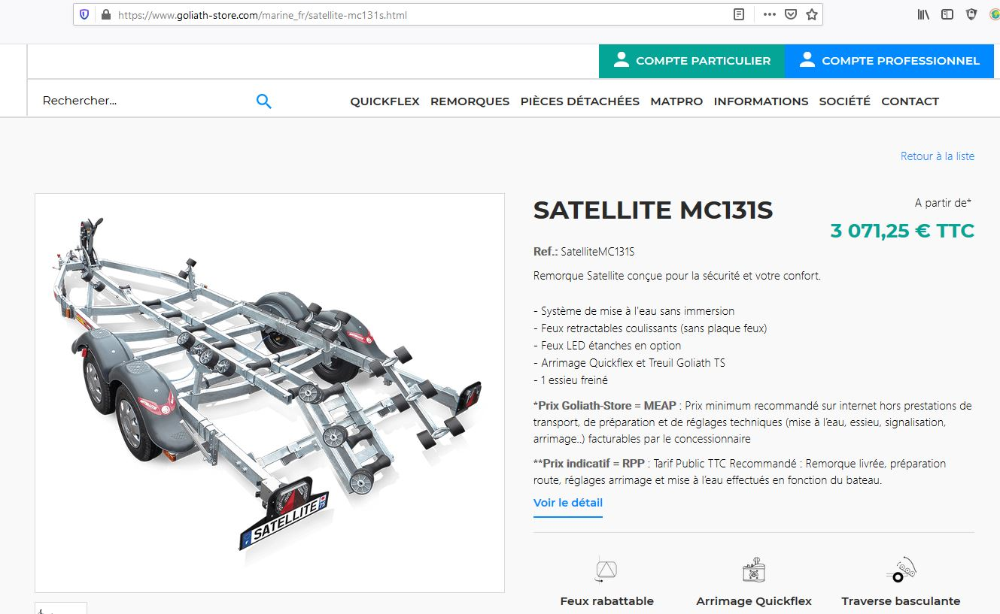 https://www.goliath-store.com/marine_fr/satellite-mc131s.html
COMPTE PARTICULIER
COMPTE PROFESSIONNEL
Rechercher...
QUICKFLEX REMORQUES PIÈCES DÉTACHÉES MATPRO INFORMATIONS SOCIÉTÉ CONTACT
Retour à la liste
SATELLITE
75
SATELLITE MC131S
A partir de*
3 071,25 € TTC
Ref.: SatelliteMC131S
Remorque Satellite conçue pour la sécurité et votre confort.
- Système de mise à l'eau sans immersion
- Feux retractables coulissants (sans plaque feux)
- Feux LED étanches en option
- Arrimage Quickflex et Treuil Goliath TS
- 1 essieu freiné
*Prix Goliath-Store = MEAP : Prix minimum recommandé sur internet hors prestations de
transport, de préparation et de réglages techniques (mise à l’eau, essieu, signalisation,
arrimage..) facturables par le concessionnaire
**Prix indicatif = RPP : Tarif Public TTC Recommandé : Remorque livrée, préparation
route, réglages arrimage et mise à l’eau effectués en fonction du bateau.
Voir le détail
Feux rabattable
Arrimage Quickflex
Traverse basculante